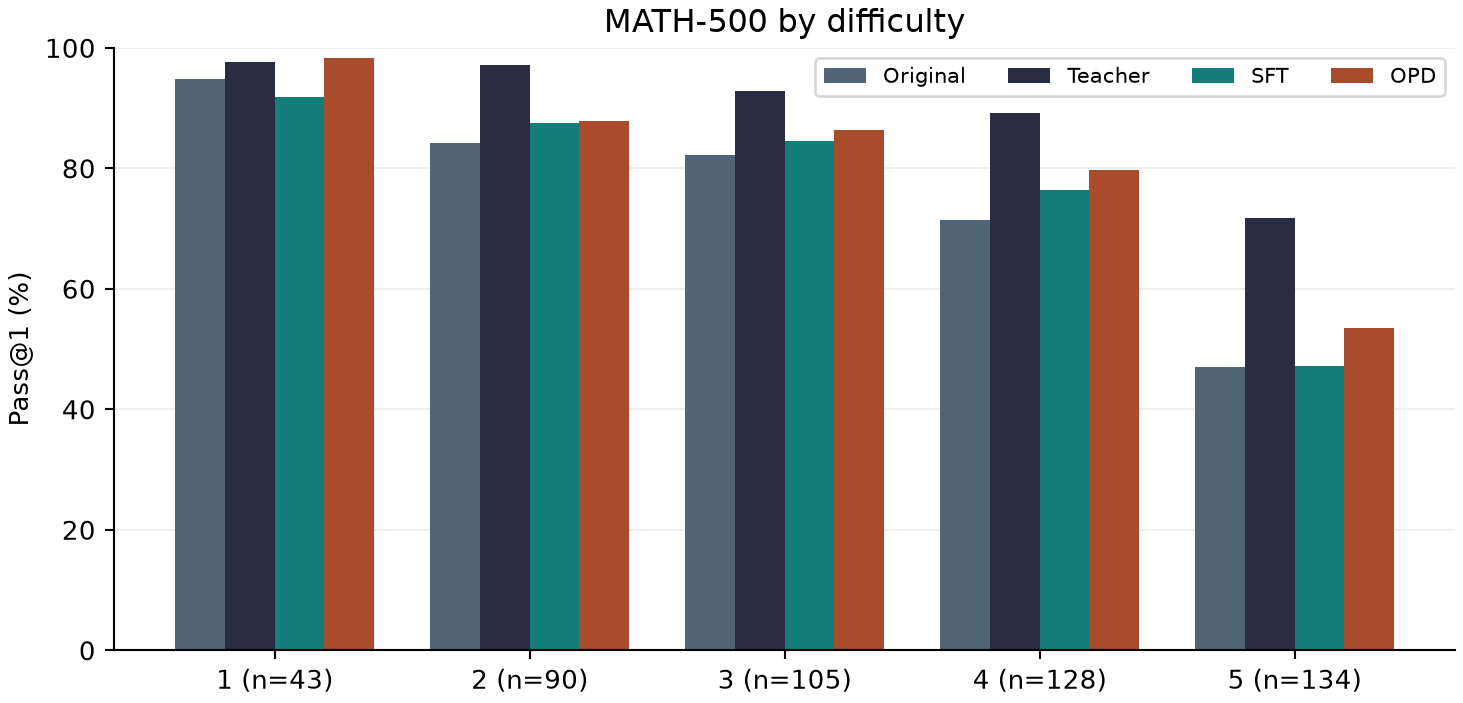 MATH-500 by difficulty
Original Teacher SFT OPD
Pass@1 (%)
100
80
60
40
20
0
1 (n=43) 2 (n=90) 3 (n=105) 4 (n=128) 5 (n=134)